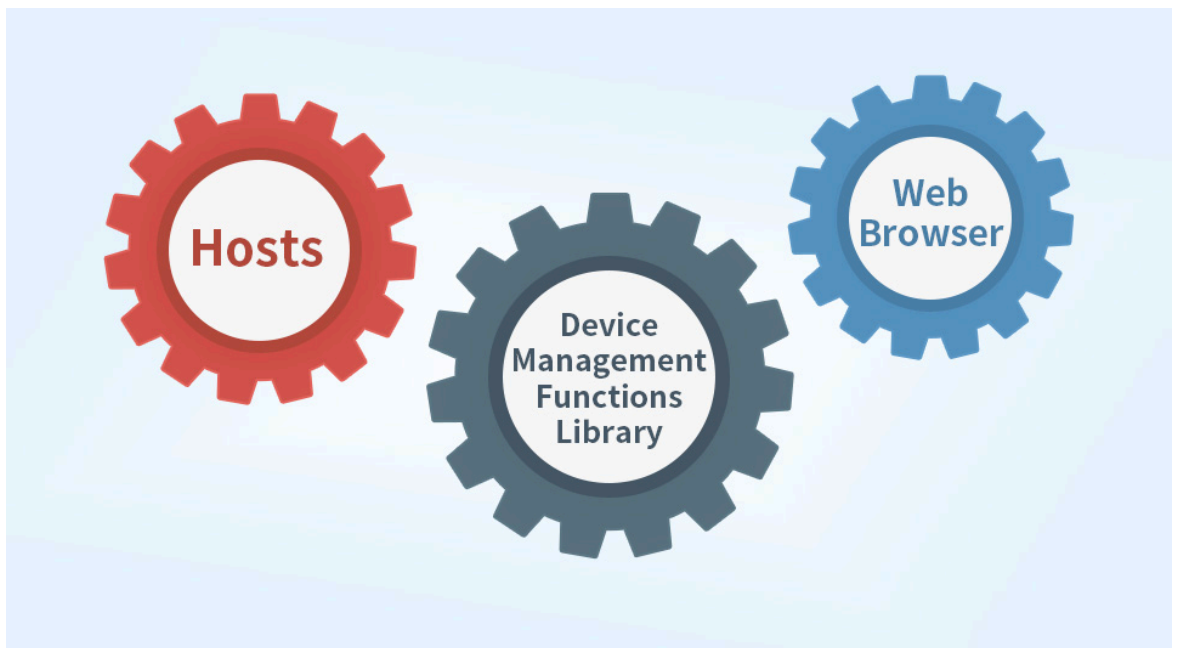 Hosts
Device
Management
Functions
Library
Web
Browser